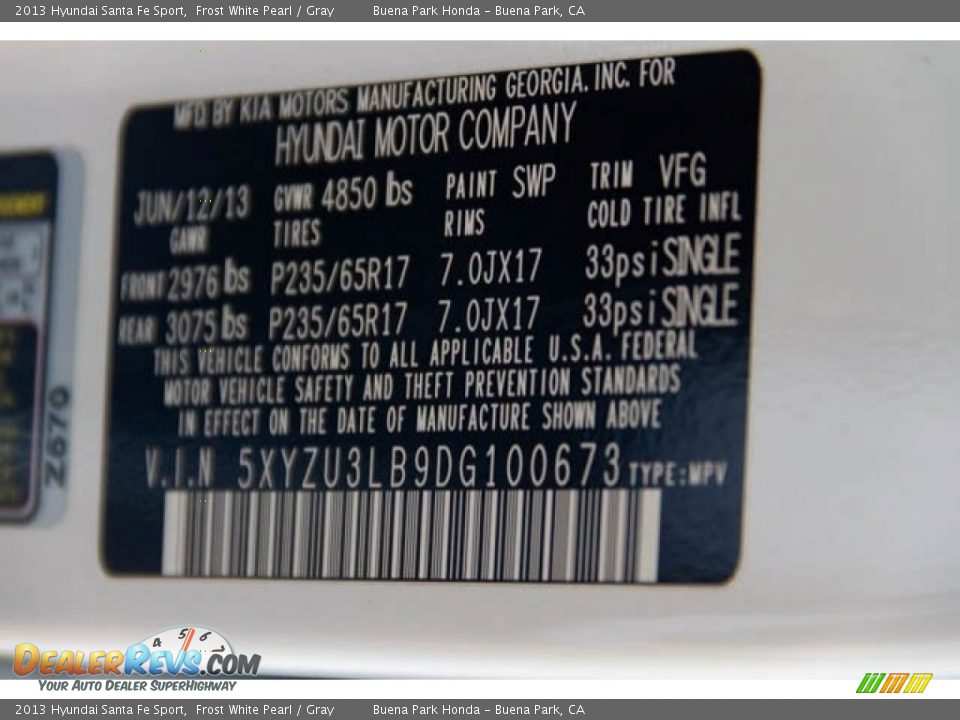 2013 Hyundai Santa Fe Sport,  Frost White Pearl / Gray    Buena Park Honda - Buena Park, CA
MFD. BY KIA MOTORS MANUFACTURING GEORGIA. INC. FOR
HYUNDAI MOTOR COMPANY
JUN/12/13 GVWR 4850 lbs PAINT SWP TRIM VFG
GAWR TIRES RIMS COLD TIRE INFL
FRONT 2976 lbs P235/65R17 7.0JX17 33psi SINGLE
REAR 3075 lbs P235/65R17 7.0JX17 33psi SINGLE
THIS VEHICLE CONFORMS TO ALL APPLICABLE U.S.A. FEDERAL
MOTOR VEHICLE SAFETY AND THEFT PREVENTION STANDARDS
IN EFFECT ON THE DATE OF MANUFACTURE SHOWN ABOVE
V.I.N 5XYZU3LB9DG100673 TYPE:MPV
Z670
4 5 6
DealerRevs.com
Your Auto Dealer SuperHighway
2013 Hyundai Santa Fe Sport,  Frost White Pearl / Gray    Buena Park Honda - Buena Park, CA